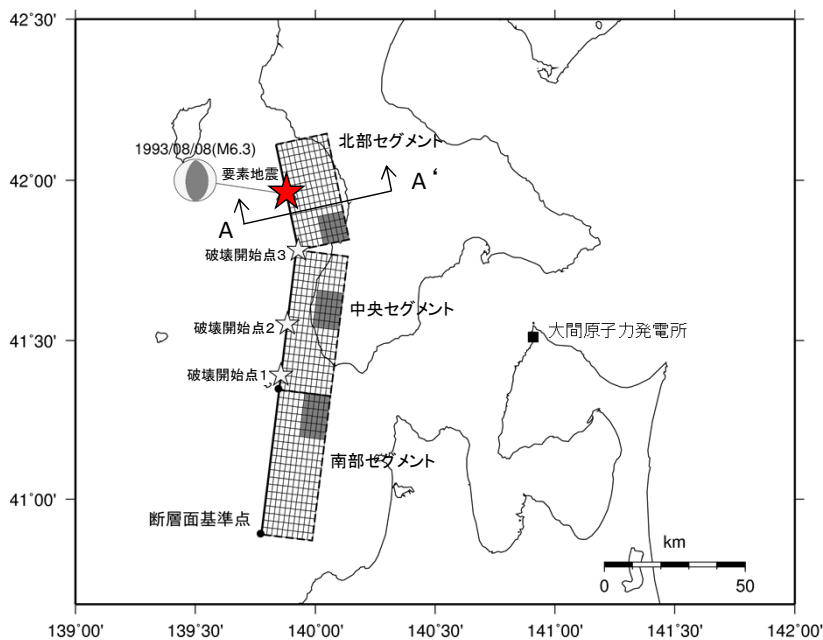 42°30'
42°00'
41°30'
41°00'
139°00'
139°30'
140°00'
140°30'
141°00'
141°30'
142°00'
1993/08/08(M6.3)
要素地震
北部セグメント
A
A‘
破壊開始点3
中央セグメント
破壊開始点2
大間原子力発電所
破壊開始点1
南部セグメント
断層面基準点
km
0
50